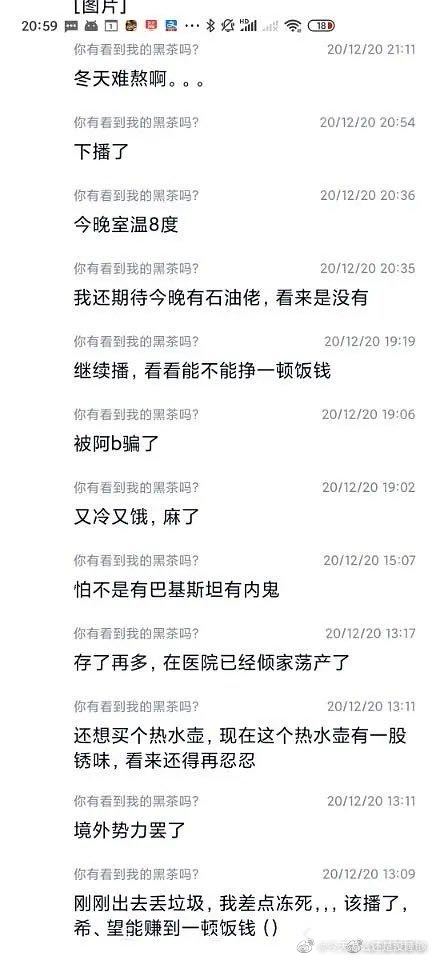 [图片]
20:59 HD 18
你有看到我的黑茶吗? 20/12/20 21:11
冬天难熬啊。。。
你有看到我的黑茶吗? 20/12/20 20:54
下播了
你有看到我的黑茶吗? 20/12/20 20:36
今晚室温8度
你有看到我的黑茶吗? 20/12/20 20:35
我还期待今晚有石油佬，看来是没有
你有看到我的黑茶吗? 20/12/20 19:19
继续播，看看能不能挣一顿饭钱
你有看到我的黑茶吗? 20/12/20 19:06
被阿b骗了
你有看到我的黑茶吗? 20/12/20 19:02
又冷又饿，麻了
你有看到我的黑茶吗? 20/12/20 15:07
怕不是有巴基斯坦有内鬼
你有看到我的黑茶吗? 20/12/20 13:17
存了再多，在医院已经倾家荡产了
你有看到我的黑茶吗? 20/12/20 13:11
还想买个热水壶，现在这个热水壶有一股
锈味，看来还得再忍忍
你有看到我的黑茶吗? 20/12/20 13:11
境外势力罢了
你有看到我的黑茶吗? 20/12/20 13:09
刚刚出去丢垃圾，我差点冻死，，，该播了，
希、望能赚到一顿饭钱（）